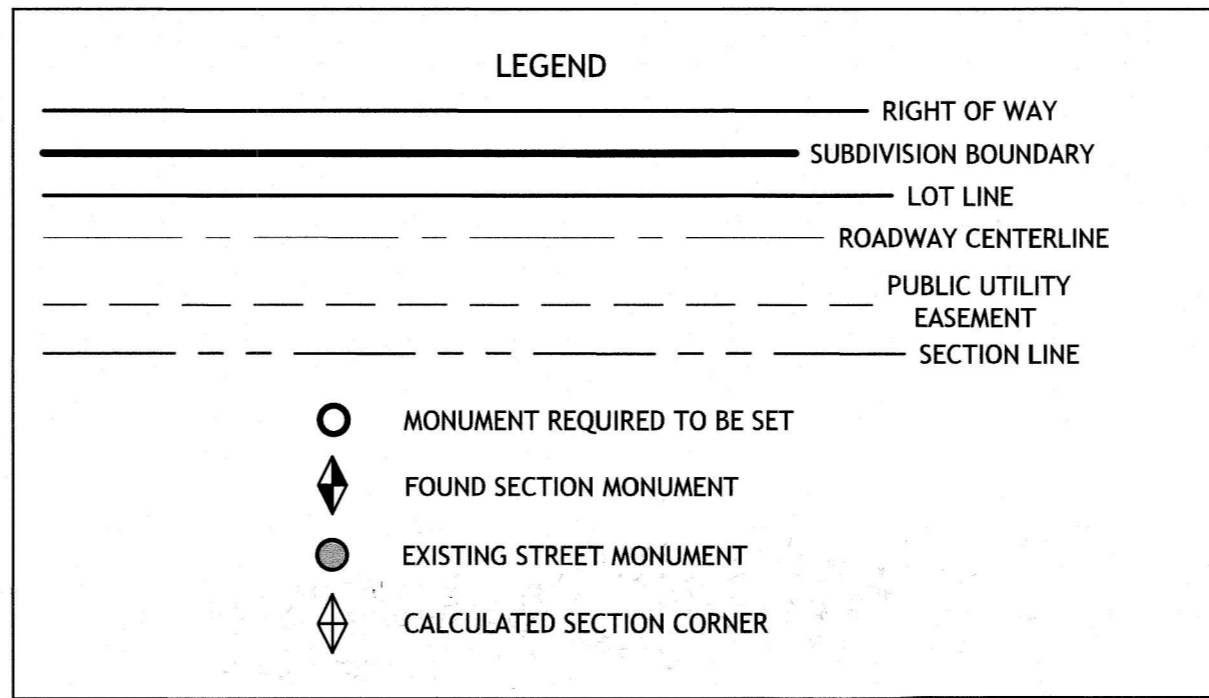 LEGEND
RIGHT OF WAY
SUBDIVISION BOUNDARY
LOT LINE
ROADWAY CENTERLINE
PUBLIC UTILITY
EASEMENT
SECTION LINE
MONUMENT REQUIRED TO BE SET
FOUND SECTION MONUMENT
EXISTING STREET MONUMENT
CALCULATED SECTION CORNER